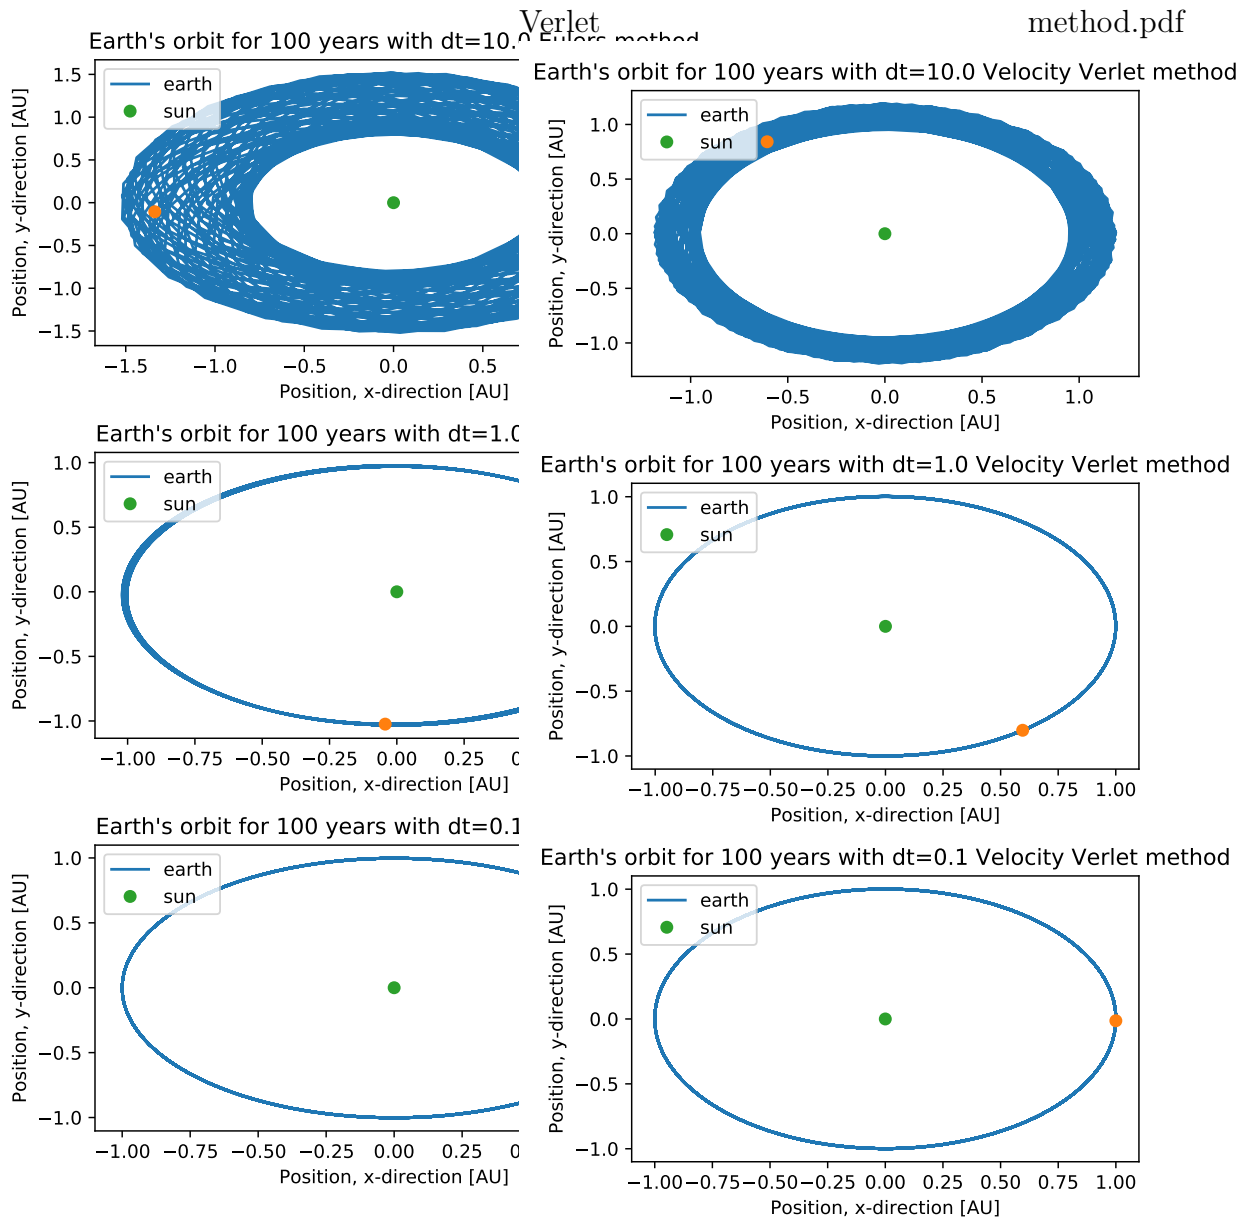 Verlet method.pdf
Earth's orbit for 100 years with dt=10.0 Eulers method
1.5
1.0
0.5
0.0
−0.5
−1.0
−1.5
Position, y-direction [AU]
earth
sun
−1.5 −1.0 −0.5 0.0 0.5
Position, x-direction [AU]
Earth's orbit for 100 years with dt=10.0 Velocity Verlet method
1.0
0.5
0.0
−0.5
−1.0
Position, y-direction [AU]
earth
sun
−1.0 −0.5 0.0 0.5 1.0
Position, x-direction [AU]
Earth's orbit for 100 years with dt=1.0
1.0
0.5
0.0
−0.5
−1.0
Position, y-direction [AU]
earth
sun
−1.00 −0.75 −0.50 −0.25 0.00 0.25
Position, x-direction [AU]
Earth's orbit for 100 years with dt=1.0 Velocity Verlet method
1.0
0.5
0.0
−0.5
−1.0
Position, y-direction [AU]
earth
sun
−1.00 −0.75 −0.50 −0.25 0.00 0.25 0.50 0.75 1.00
Position, x-direction [AU]
Earth's orbit for 100 years with dt=0.1
1.0
0.5
0.0
−0.5
−1.0
Position, y-direction [AU]
earth
sun
−1.00 −0.75 −0.50 −0.25 0.00 0.25
Position, x-direction [AU]
Earth's orbit for 100 years with dt=0.1 Velocity Verlet method
1.0
0.5
0.0
−0.5
−1.0
Position, y-direction [AU]
earth
sun
−1.00 −0.75 −0.50 −0.25 0.00 0.25 0.50 0.75 1.00
Position, x-direction [AU]